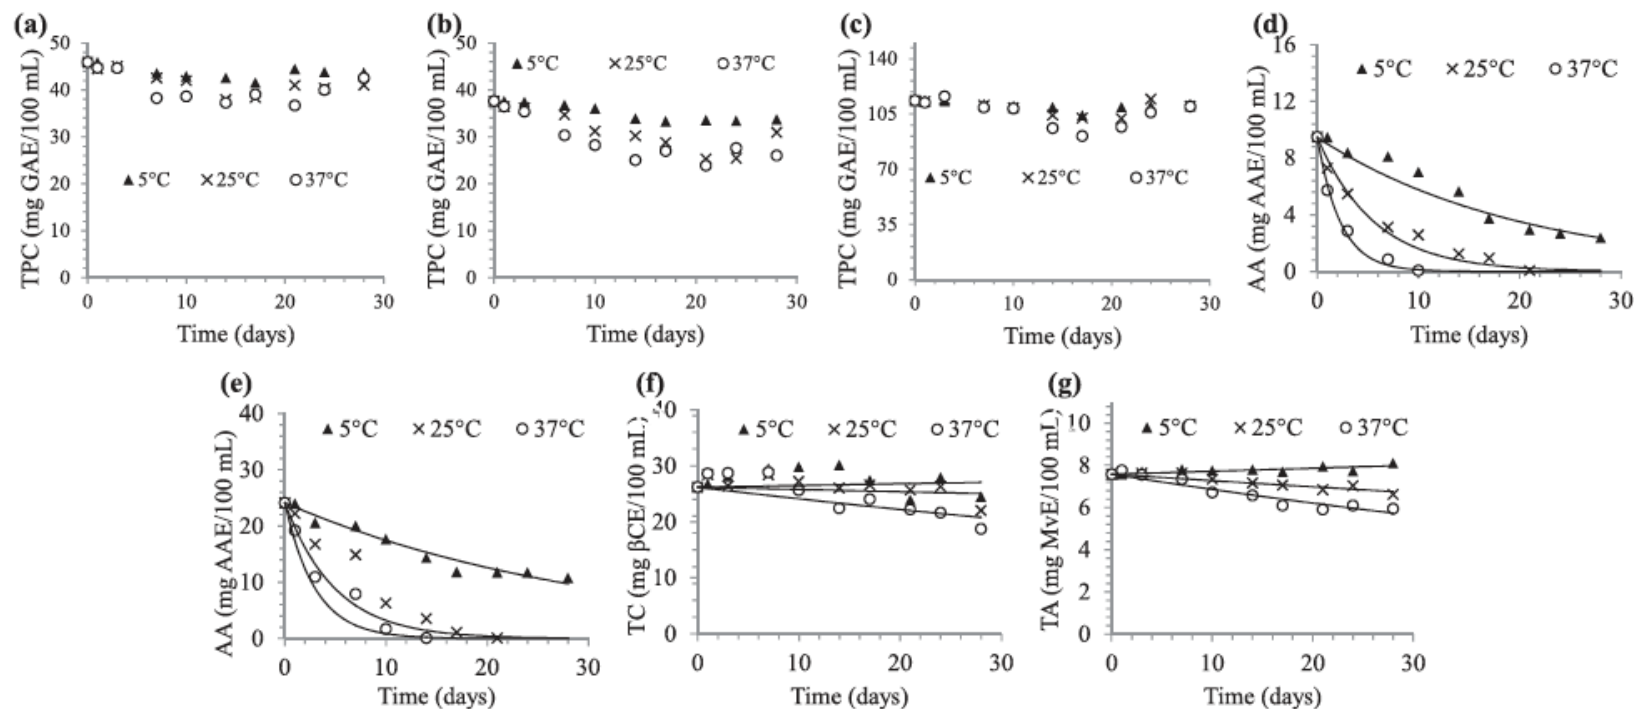 (a)
TPC (mg GAE/100 mL)
50
40
30
20
10
0
▲ 5°C × 25°C ○ 37°C
0 10 20 30
Time (days)
(b)
TPC (mg GAE/100 mL)
50
40
30
20
10
0
▲ 5°C × 25°C ○ 37°C
0 10 20 30
Time (days)
(c)
TPC (mg GAE/100 mL)
140
105
70
35
0
▲ 5°C × 25°C ○ 37°C
0 10 20 30
Time (days)
(d)
AA (mg AAE/100 mL)
16
12
8
4
0
▲ 5°C × 25°C ○ 37°C
0 10 20 30
Time (days)
(e)
AA (mg AAE/100 mL)
40
30
20
10
0
▲ 5°C × 25°C ○ 37°C
0 10 20 30
Time (days)
(f)
TC (mg βCE/100 mL)
40
30
20
10
0
▲ 5°C × 25°C ○ 37°C
0 10 20 30
Time (days)
(g)
TA (mg MvE/100 mL)
10
8
6
4
2
0
▲ 5°C × 25°C ○ 37°C
0 10 20 30
Time (days)